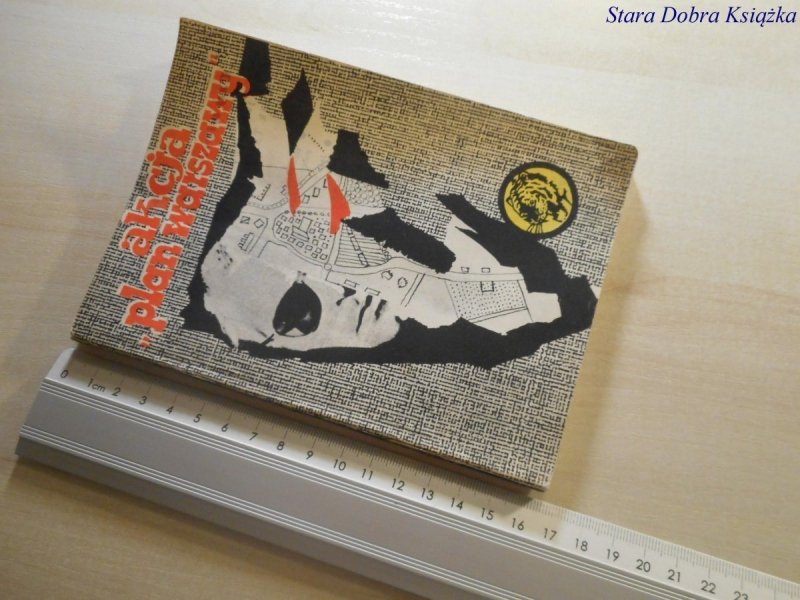 Stara Dobra Książka
akcja
„plan warszawy"
0 1cm 2 3 4 5 6 7 8 9 10 11 12 13 14 15 16 17 18 19 20 21 22 23